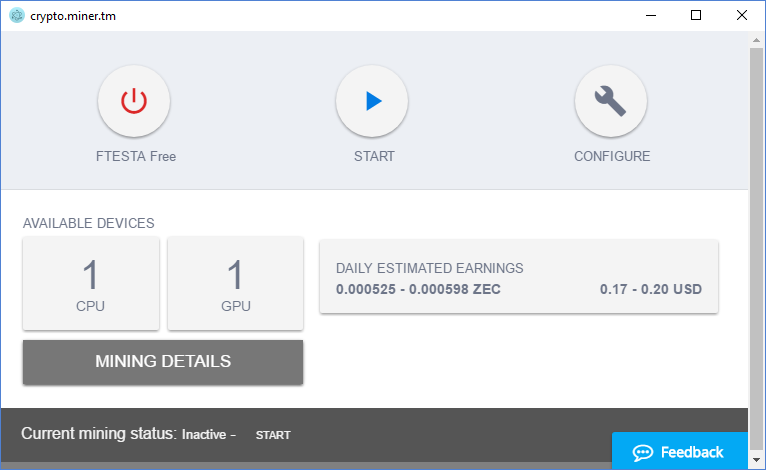 crypto.miner.tm
FTESTA Free
START
CONFIGURE
AVAILABLE DEVICES
1
CPU
1
GPU
DAILY ESTIMATED EARNINGS
0.000525 - 0.000598 ZEC
0.17 - 0.20 USD
MINING DETAILS
Current mining status: Inactive - START
Feedback